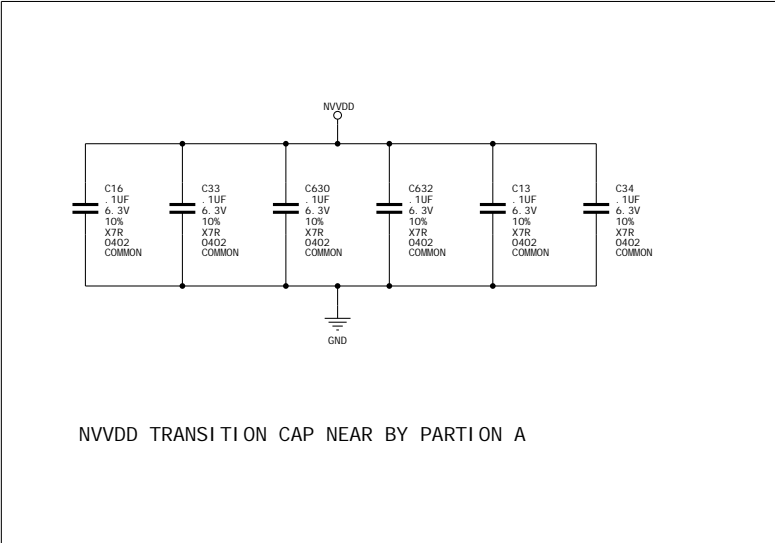 NVVDD
C16
.1UF
6.3V
10%
X7R
0402
COMMON
C33
.1UF
6.3V
10%
X7R
0402
COMMON
C630
.1UF
6.3V
10%
X7R
0402
COMMON
C632
.1UF
6.3V
10%
X7R
0402
COMMON
C13
.1UF
6.3V
10%
X7R
0402
COMMON
C34
.1UF
6.3V
10%
X7R
0402
COMMON
GND
NVVDD TRANSITION CAP NEAR BY PARTION A